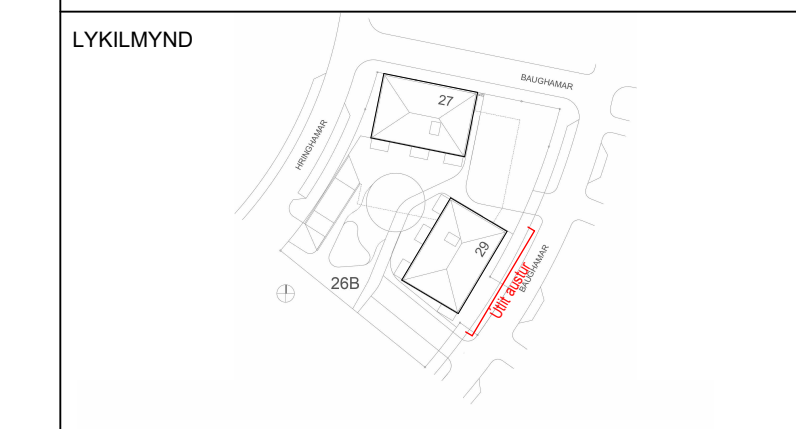 LYKILMYND
BAUGHAMAR
27
HRINGHAMAR
29
BAUGHAMAR
Útlit austur
26B